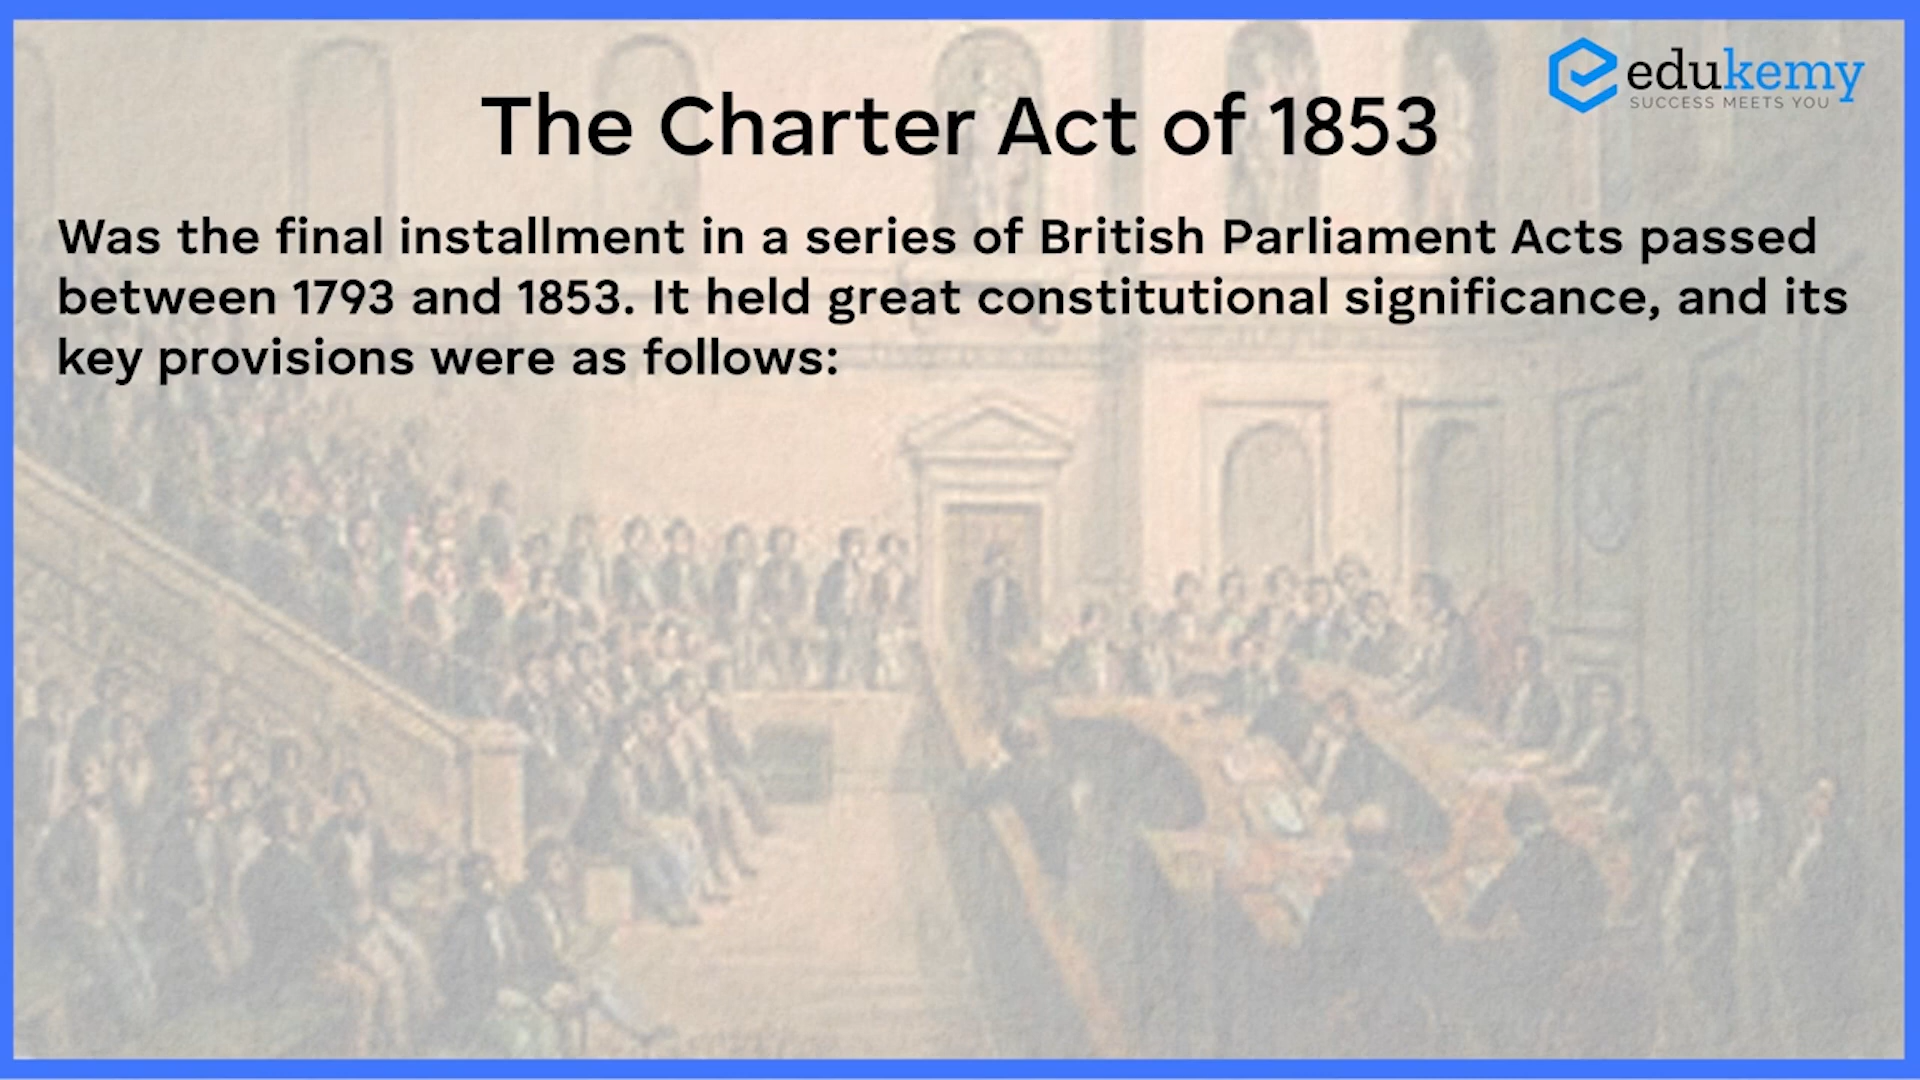 edukemy
SUCCESS MEETS YOU
The Charter Act of 1853
Was the final installment in a series of British Parliament Acts passed
between 1793 and 1853. It held great constitutional significance, and its
key provisions were as follows: